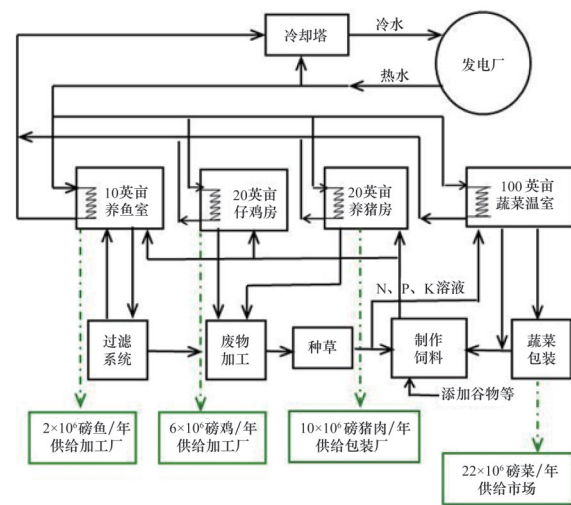 冷却塔
冷水
发电厂
热水
10英亩
养鱼室
20英亩
仔鸡房
20英亩
养猪房
100英亩
蔬菜温室
N、P、K溶液
过滤
系统
废物
加工
种草
制作
饲料
蔬菜
包装
添加谷物等
2×10⁶磅鱼/年
供给加工厂
6×10⁶磅鸡/年
供给加工厂
10×10⁶磅猪肉/年
供给包装厂
22×10⁶磅菜/年
供给市场